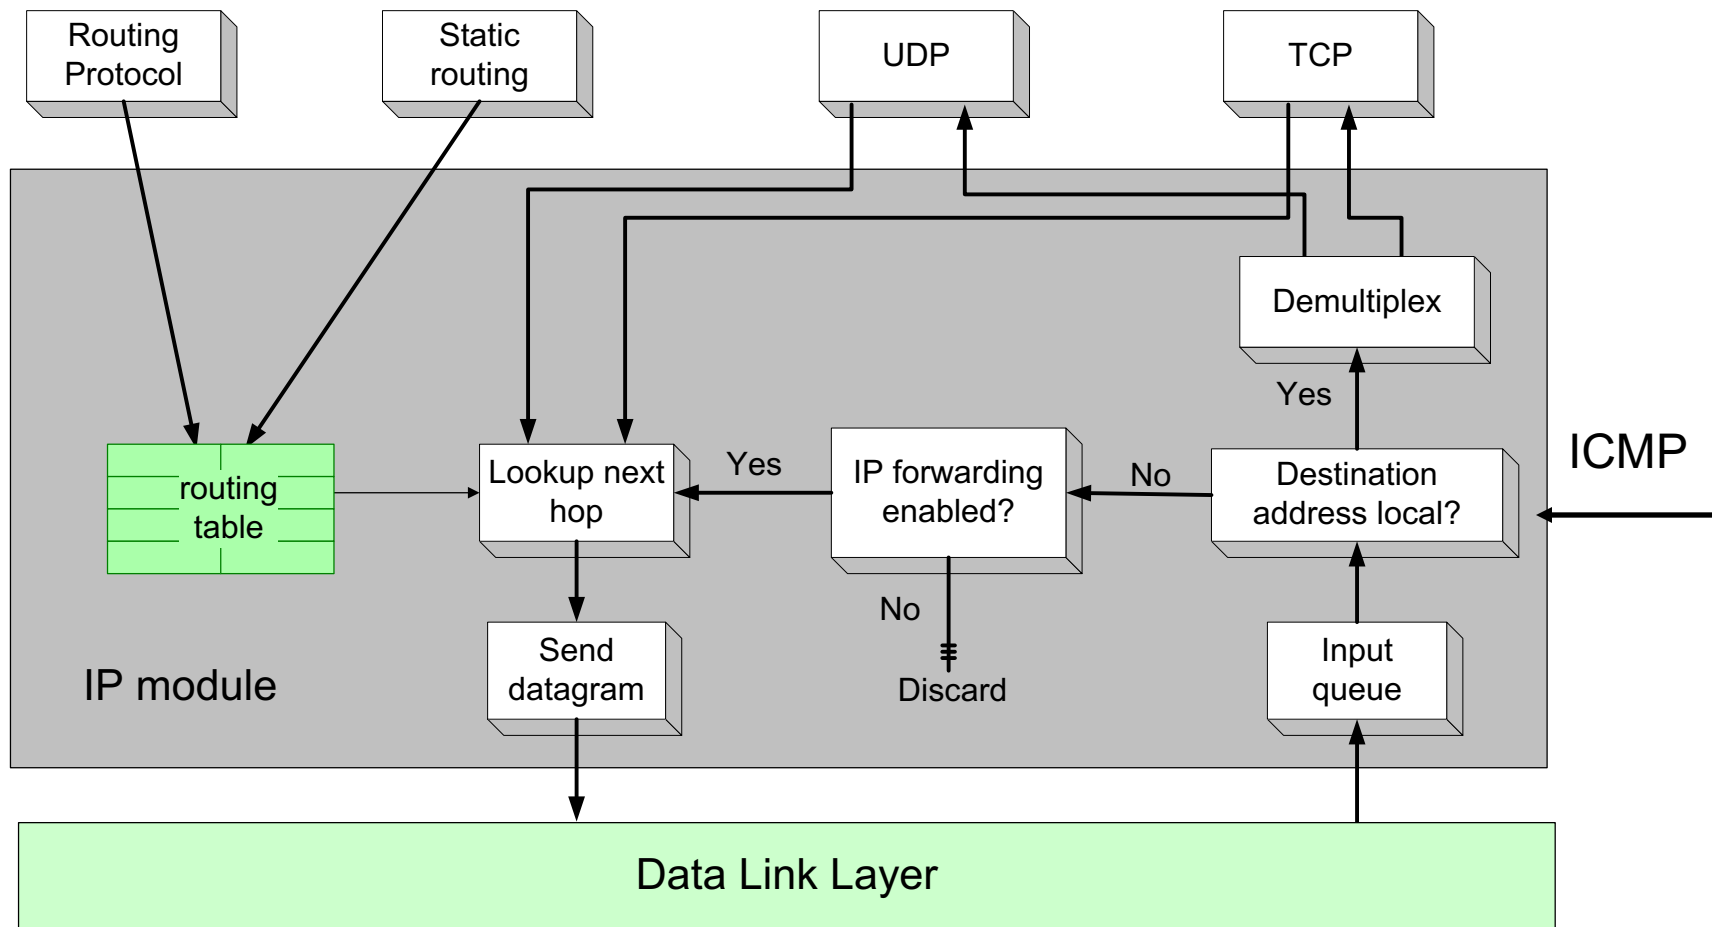 Routing
Protocol
Static
routing
UDP
TCP
Demultiplex
Yes
routing
table
Lookup next
hop
Yes
IP forwarding
enabled?
No
Destination
address local?
ICMP
No
Discard
Send
datagram
Input
queue
IP module
Data Link Layer